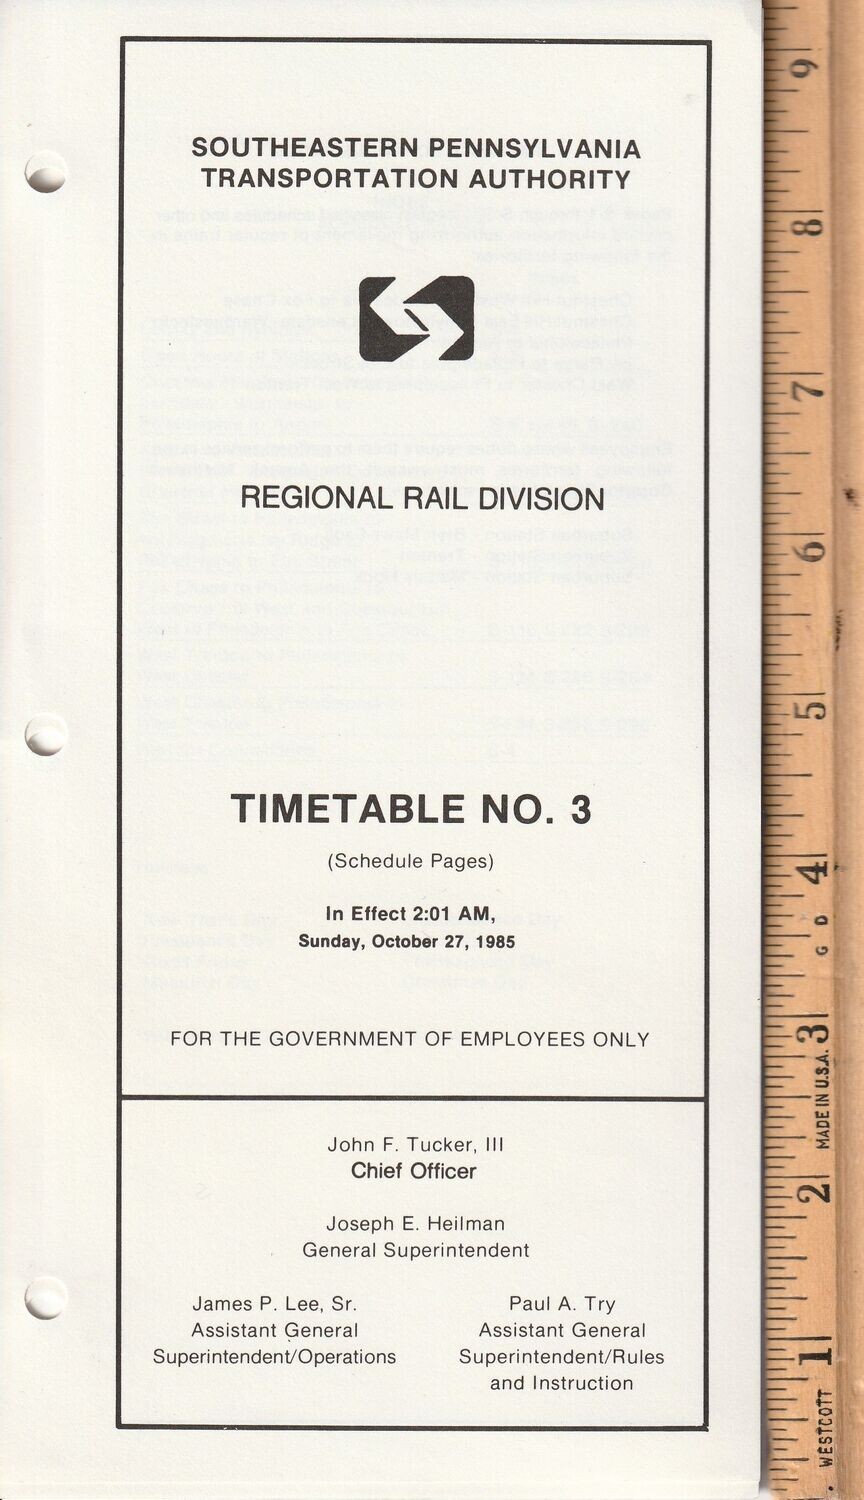 SOUTHEASTERN PENNSYLVANIA
TRANSPORTATION AUTHORITY
REGIONAL RAIL DIVISION
TIMETABLE NO. 3
(Schedule Pages)
In Effect 2:01 AM,
Sunday, October 27, 1985
FOR THE GOVERNMENT OF EMPLOYEES ONLY
John F. Tucker, III
Chief Officer
Joseph E. Heilman
General Superintendent
James P. Lee, Sr.
Assistant General
Superintendent/Operations
Paul A. Try
Assistant General
Superintendent/Rules
and Instruction
9
8
7
6
5
4
G D
3
MADE IN U.S.A.
2
1
WESTCOTT